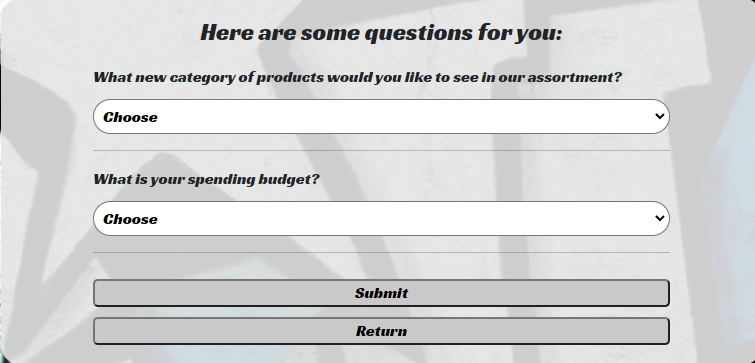 Here are some questions for you:
What new category of products would you like to see in our assortment?
Choose
What is your spending budget?
Choose
Submit
Return